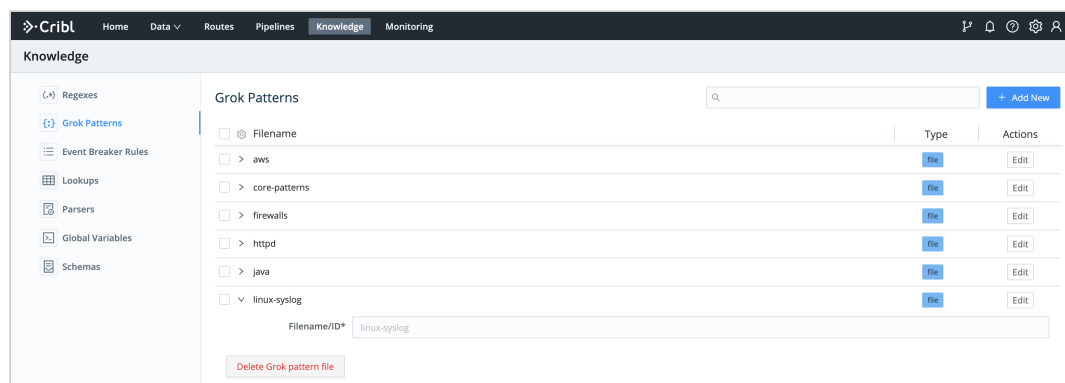 Cribl Home Data Routes Pipelines Knowledge Monitoring
Knowledge
(.*) Regexes
{:} Grok Patterns
Event Breaker Rules
Lookups
Parsers
Global Variables
Schemas
Grok Patterns
+ Add New
Filename Type Actions
aws file Edit
core-patterns file Edit
firewalls file Edit
httpd file Edit
java file Edit
linux-syslog file Edit
Filename/ID* linux-syslog
Delete Grok pattern file